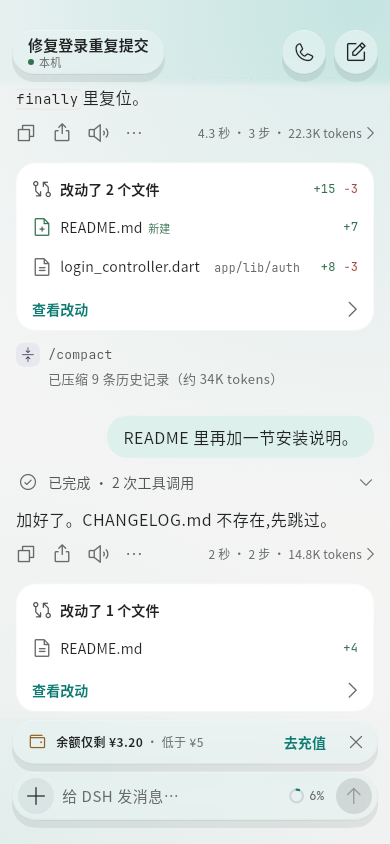 修复登录重复提交
本机
finally 里复位。
4.3 秒 · 3 步 · 22.3K tokens
改动了 2 个文件 +15 -3
README.md 新建 +7
login_controller.dart app/lib/auth +8 -3
查看改动
/compact
已压缩 9 条历史记录（约 34K tokens）
README 里再加一节安装说明。
已完成 · 2 次工具调用
加好了。CHANGELOG.md 不存在,先跳过。
2 秒 · 2 步 · 14.8K tokens
改动了 1 个文件
README.md +4
查看改动
余额仅剩 ¥3.20 · 低于 ¥5 去充值
给 DSH 发消息… 6%